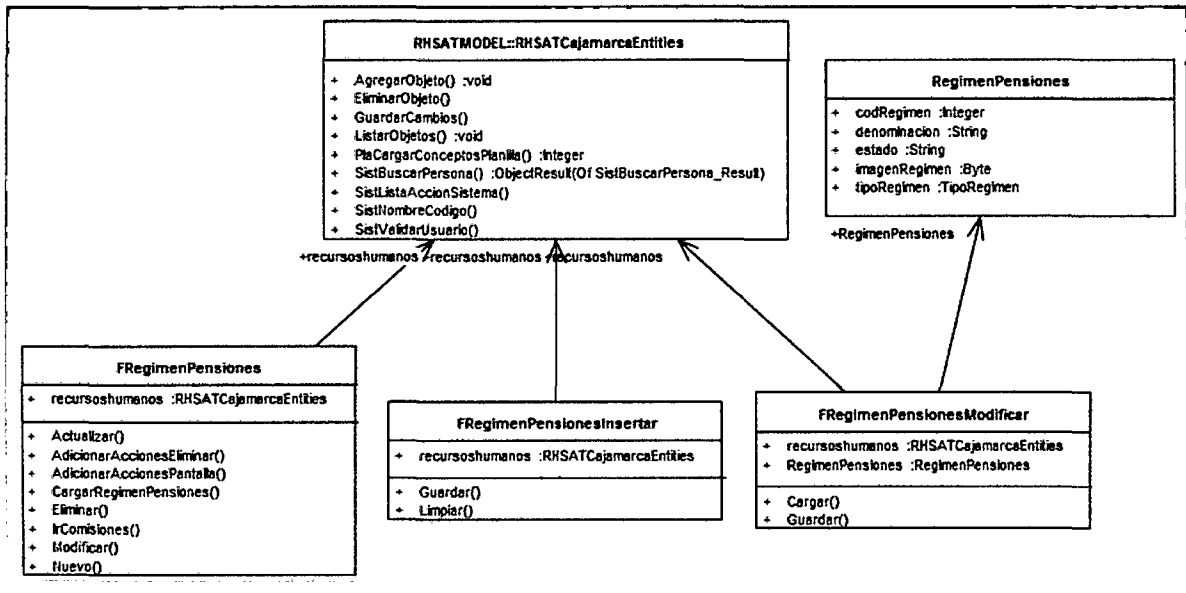 RHSATMODEL::RHSATCajamarcaEntities
+ AgregarObjeto() :void
+ EliminarObjeto()
+ GuardarCambios()
+ ListarObjetos() :void
+ PlaCargarConceptosPlanilla() :Integer
+ SistBuscarPersona() :ObjectResult(Of SistBuscarPersona_Result)
+ SistListaAccionSistema()
+ SistNombreCodigo()
+ SistValidarUsuario()
RegimenPensiones
+ codRegimen :Integer
+ denominacion :String
+ estado :String
+ imagenRegimen :Byte
+ tipoRegimen :TipoRegimen
+recursoshumanos +recursoshumanos +recursoshumanos
+RegimenPensiones
FRegimenPensiones
+ recursoshumanos :RHSATCajamarcaEntities
+ Actualizar()
+ AdicionarAccionesEliminar()
+ AdicionarAccionesPantalla()
+ CargarRegimenPensiones()
+ Eliminar()
+ IrComisiones()
+ Modificar()
+ Nuevo()
FRegimenPensionesInsertar
+ recursoshumanos :RHSATCajamarcaEntities
+ Guardar()
+ Limpiar()
FRegimenPensionesModificar
+ recursoshumanos :RHSATCajamarcaEntities
+ RegimenPensiones :RegimenPensiones
+ Cargar()
+ Guardar()